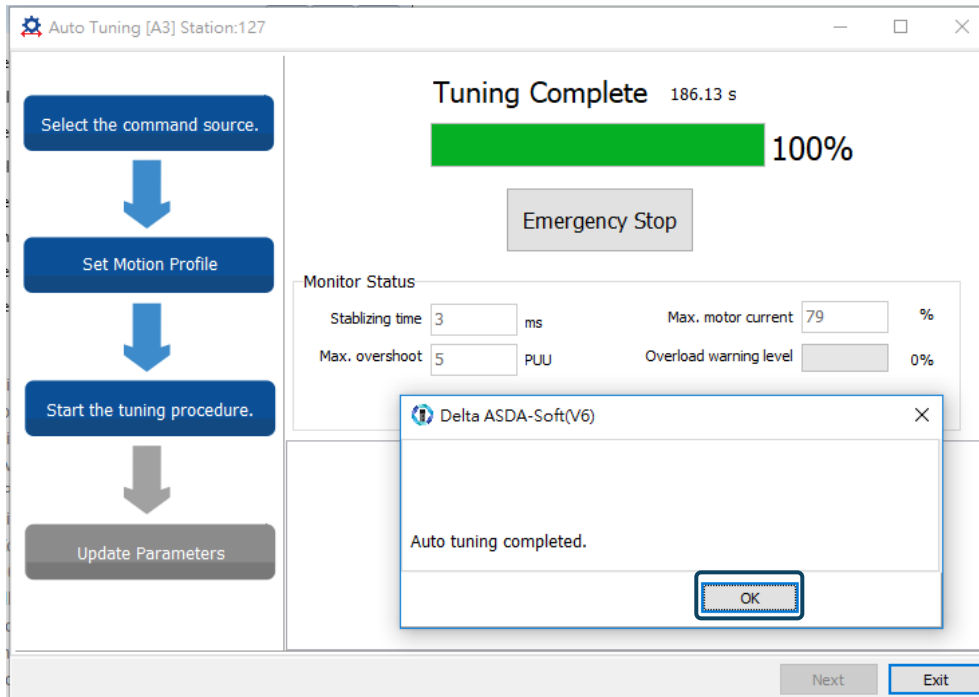 Auto Tuning [A3] Station:127
Select the command source.
Set Motion Profile
Start the tuning procedure.
Update Parameters
Tuning Complete 186.13 s
100%
Emergency Stop
Monitor Status
Stablizing time 3 ms
Max. motor current 79 %
Max. overshoot 5 PUU
Overload warning level 0%
Delta ASDA-Soft(V6)
Auto tuning completed.
OK
Next Exit